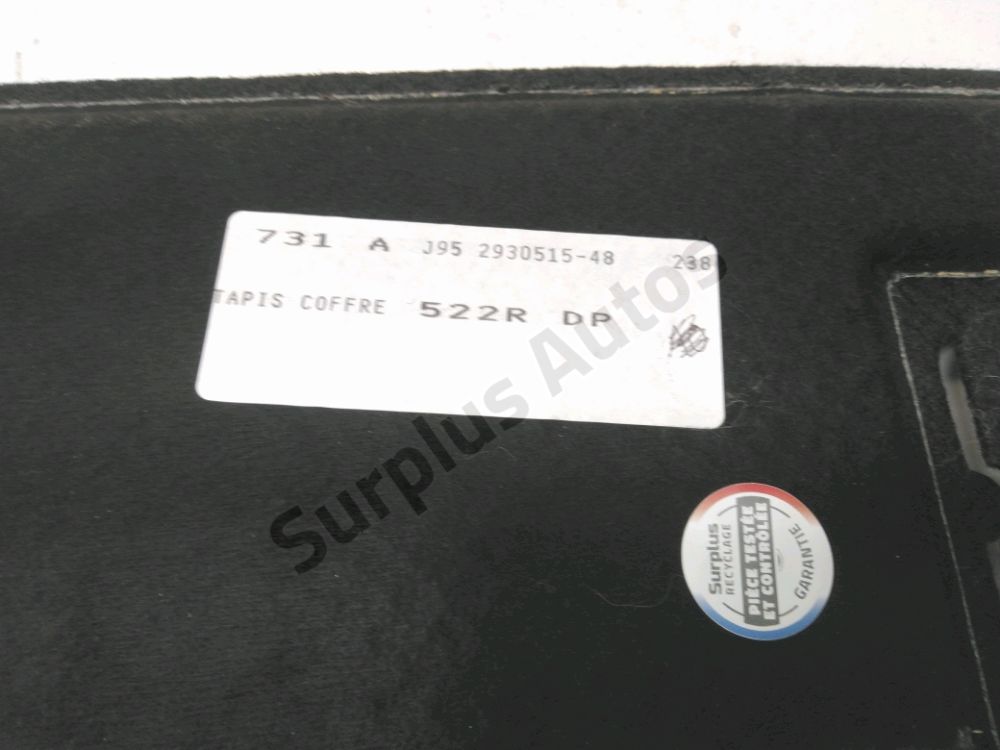 731 A J95 2930515-48 238
TAPIS COFFRE 522R DP
Surplus Autos
Surplus
RECYCLAGE
PIÈCE TESTÉE
ET CONTRÔLÉE
GARANTIE